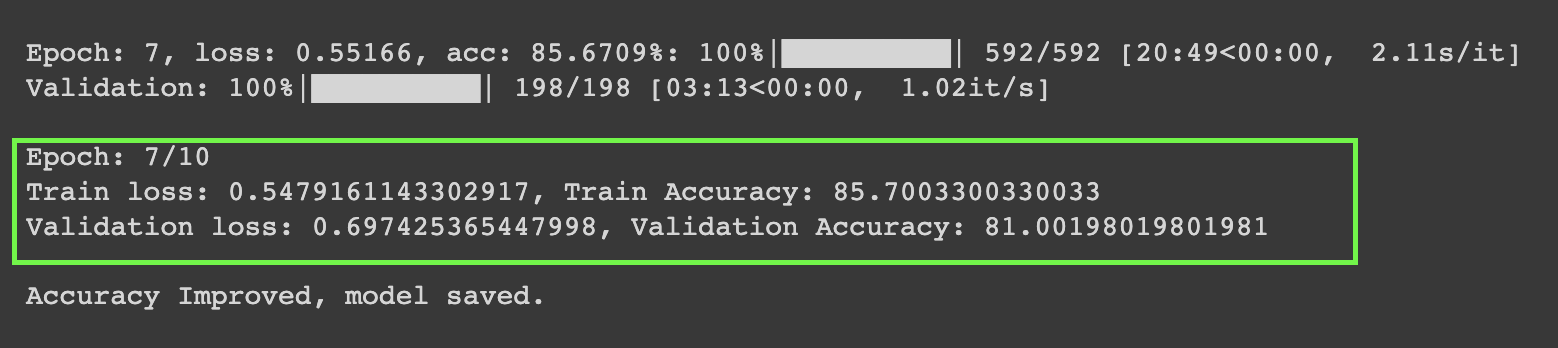 Epoch: 7, loss: 0.55166, acc: 85.6709%: 100%|██████████| 592/592 [20:49<00:00,  2.11s/it]
Validation: 100%|██████████| 198/198 [03:13<00:00,  1.02it/s]
Epoch: 7/10
Train loss: 0.5479161143302917, Train Accuracy: 85.7003300330033
Validation loss: 0.697425365447998, Validation Accuracy: 81.00198019801981
Accuracy Improved, model saved.